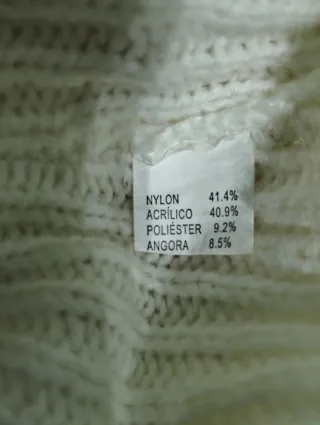 NYLON 41.4%
ACRÍLICO 40.9%
POLIÉSTER 9.2%
ANGORA 8.5%